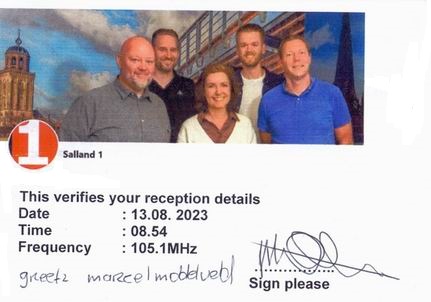 1
Salland 1
This verifies your reception details
Date : 13.08. 2023
Time : 08.54
Frequency : 105.1MHz
greetz marcel
Sign please